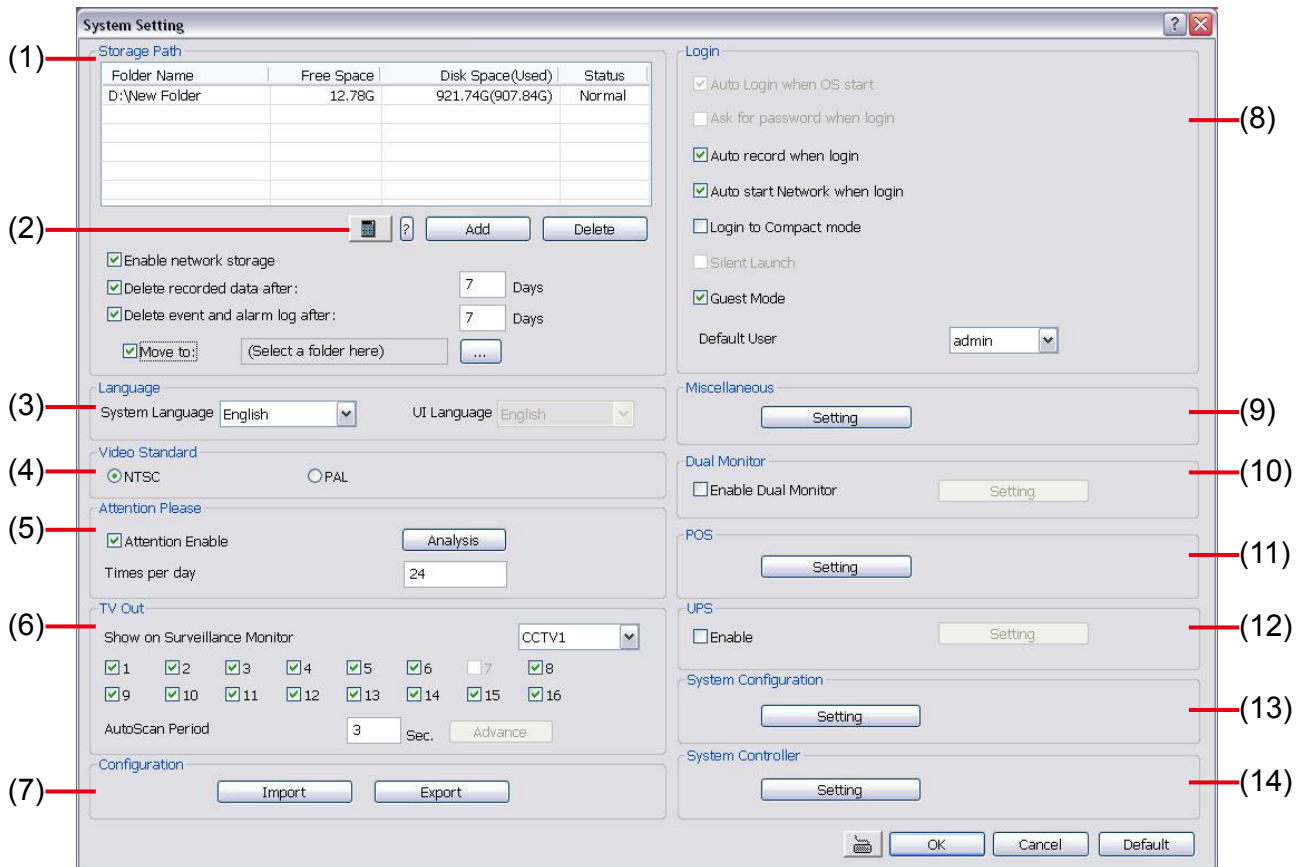 System Setting
?
(1)
Storage Path
Folder Name Free Space Disk Space(Used) Status
D:\New Folder 12.78G 921.74G(907.84G) Normal
(2)
? Add Delete
Enable network storage
Delete recorded data after: 7 Days
Delete event and alarm log after: 7 Days
Move to: (Select a folder here) ...
(3)
Language
System Language English UI Language English
(4)
Video Standard
NTSC PAL
(5)
Attention Please
Attention Enable Analysis
Times per day 24
(6)
TV Out
Show on Surveillance Monitor CCTV1
1 2 3 4 5 6 7 8
9 10 11 12 13 14 15 16
AutoScan Period 3 Sec. Advance
(7)
Configuration
Import Export
Login
(8)
Auto Login when OS start
Ask for password when login
Auto record when login
Auto start Network when login
Login to Compact mode
Silent Launch
Guest Mode
Default User admin
Miscellaneous
(9)
Setting
Dual Monitor
(10)
Enable Dual Monitor Setting
POS
(11)
Setting
UPS
(12)
Enable Setting
System Configuration
(13)
Setting
System Controller
(14)
Setting
OK Cancel Default